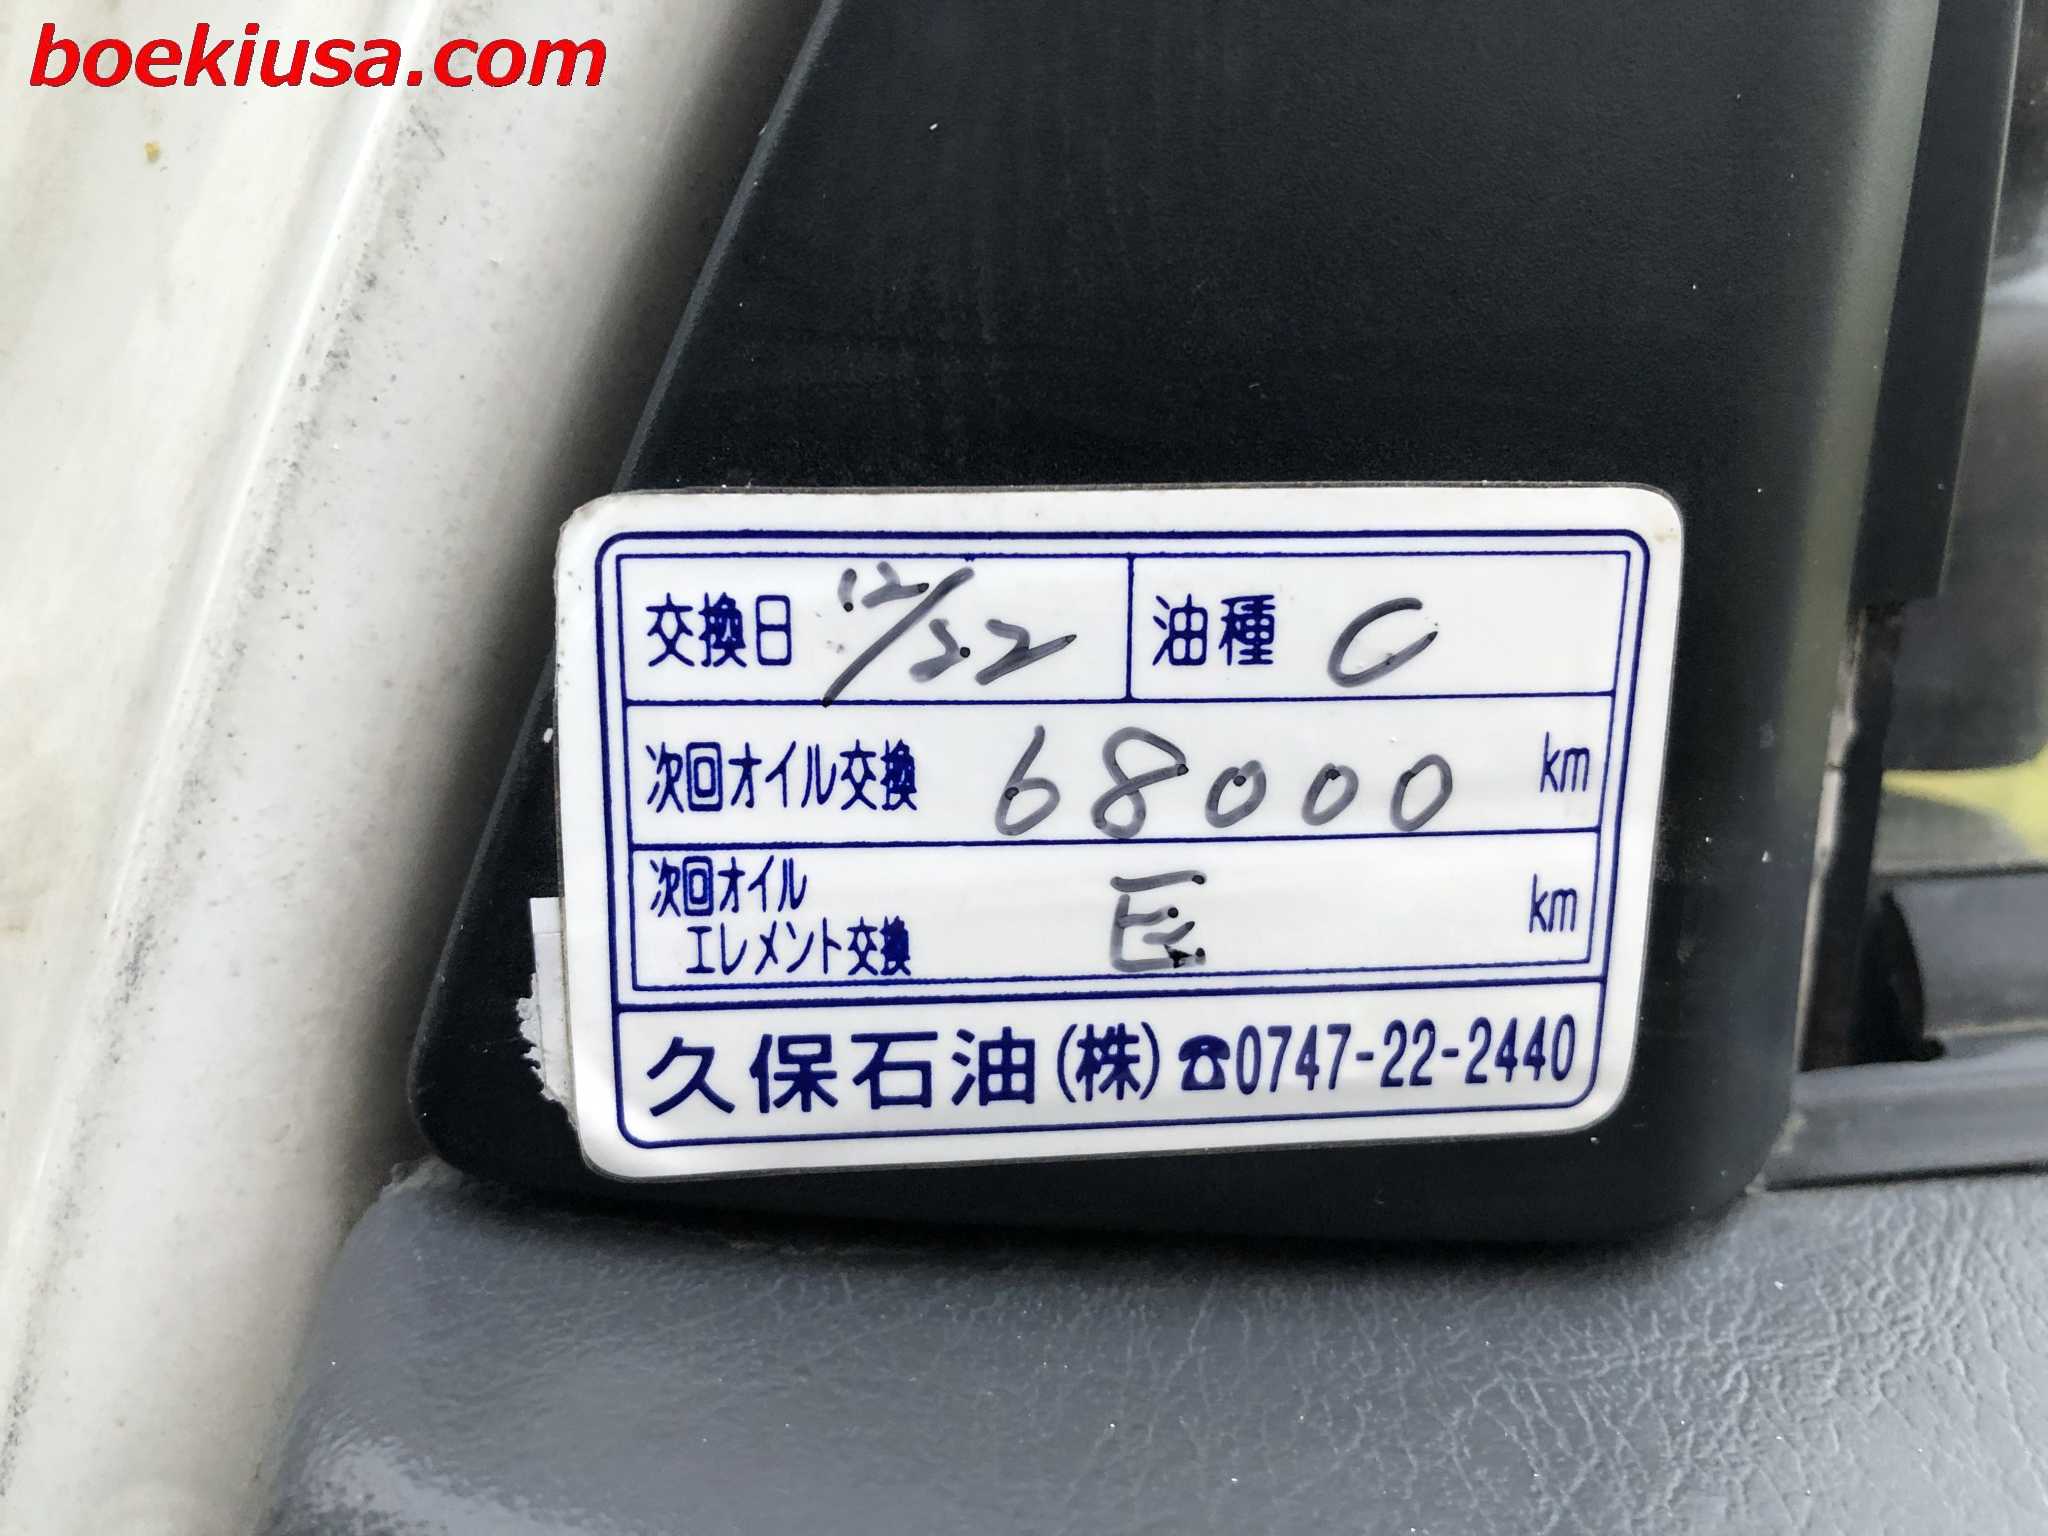 boekiusa.com
交換日 12/22 油種 C
次回オイル交換 68000 km
次回オイル
エレメント交換 km
久保石油(株)☎0747-22-2440